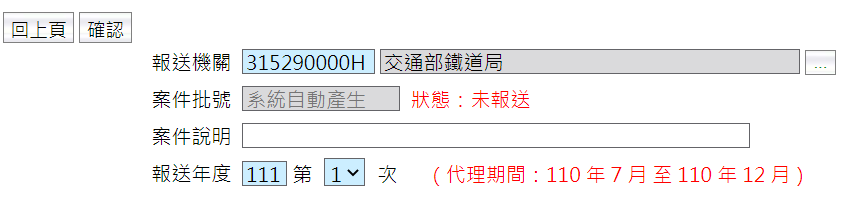 回上頁 確認
報送機關 315290000H 交通部鐵道局 ...
案件批號 系統自動產生 狀態：未報送
案件說明
報送年度 111 第 1 次 (代理期間：110 年 7 月 至 110 年 12 月)